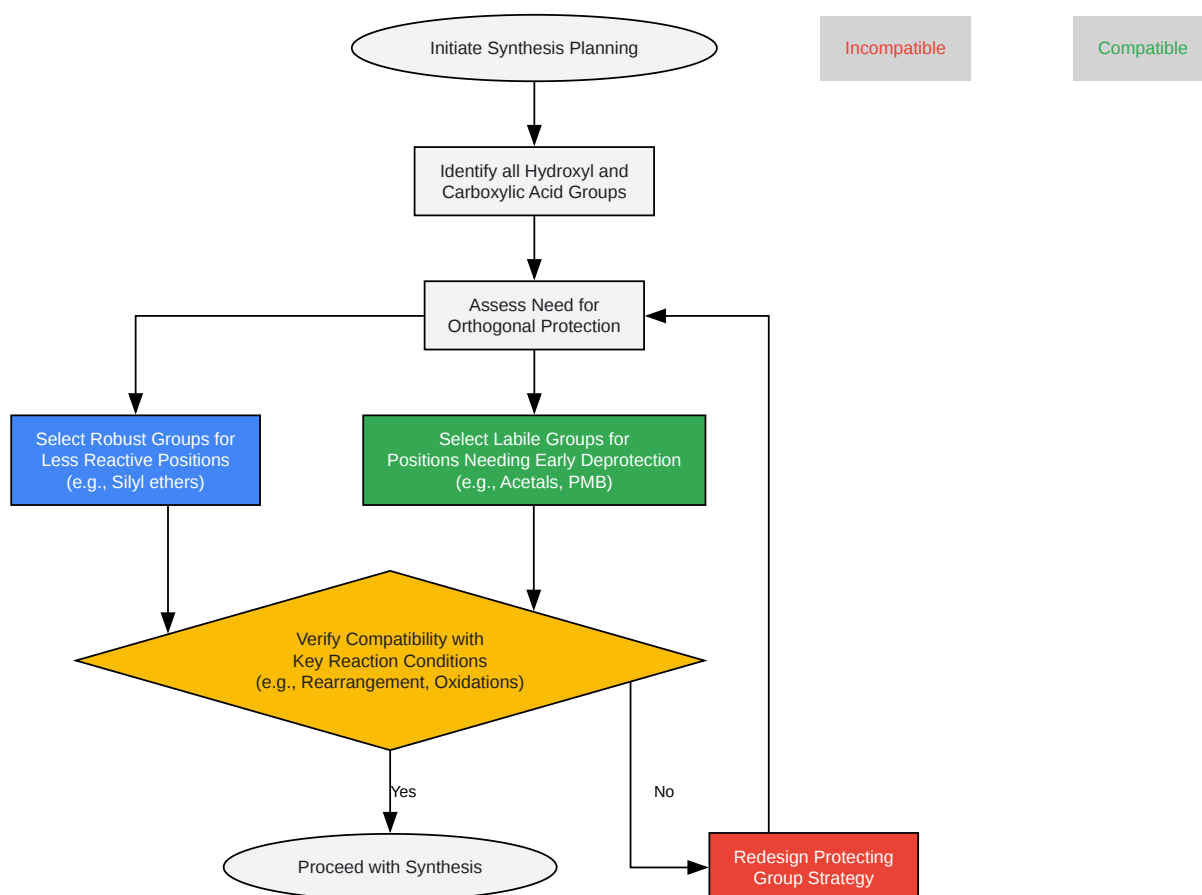 Initiate Synthesis Planning
Incompatible
Compatible
Identify all Hydroxyl and
Carboxylic Acid Groups
Assess Need for
Orthogonal Protection
Select Robust Groups for
Less Reactive Positions
(e.g., Silyl ethers)
Select Labile Groups for
Positions Needing Early Deprotection
(e.g., Acetals, PMB)
Verify Compatibility with
Key Reaction Conditions
(e.g., Rearrangement, Oxidations)
Yes
No
Proceed with Synthesis
Redesign Protecting
Group Strategy